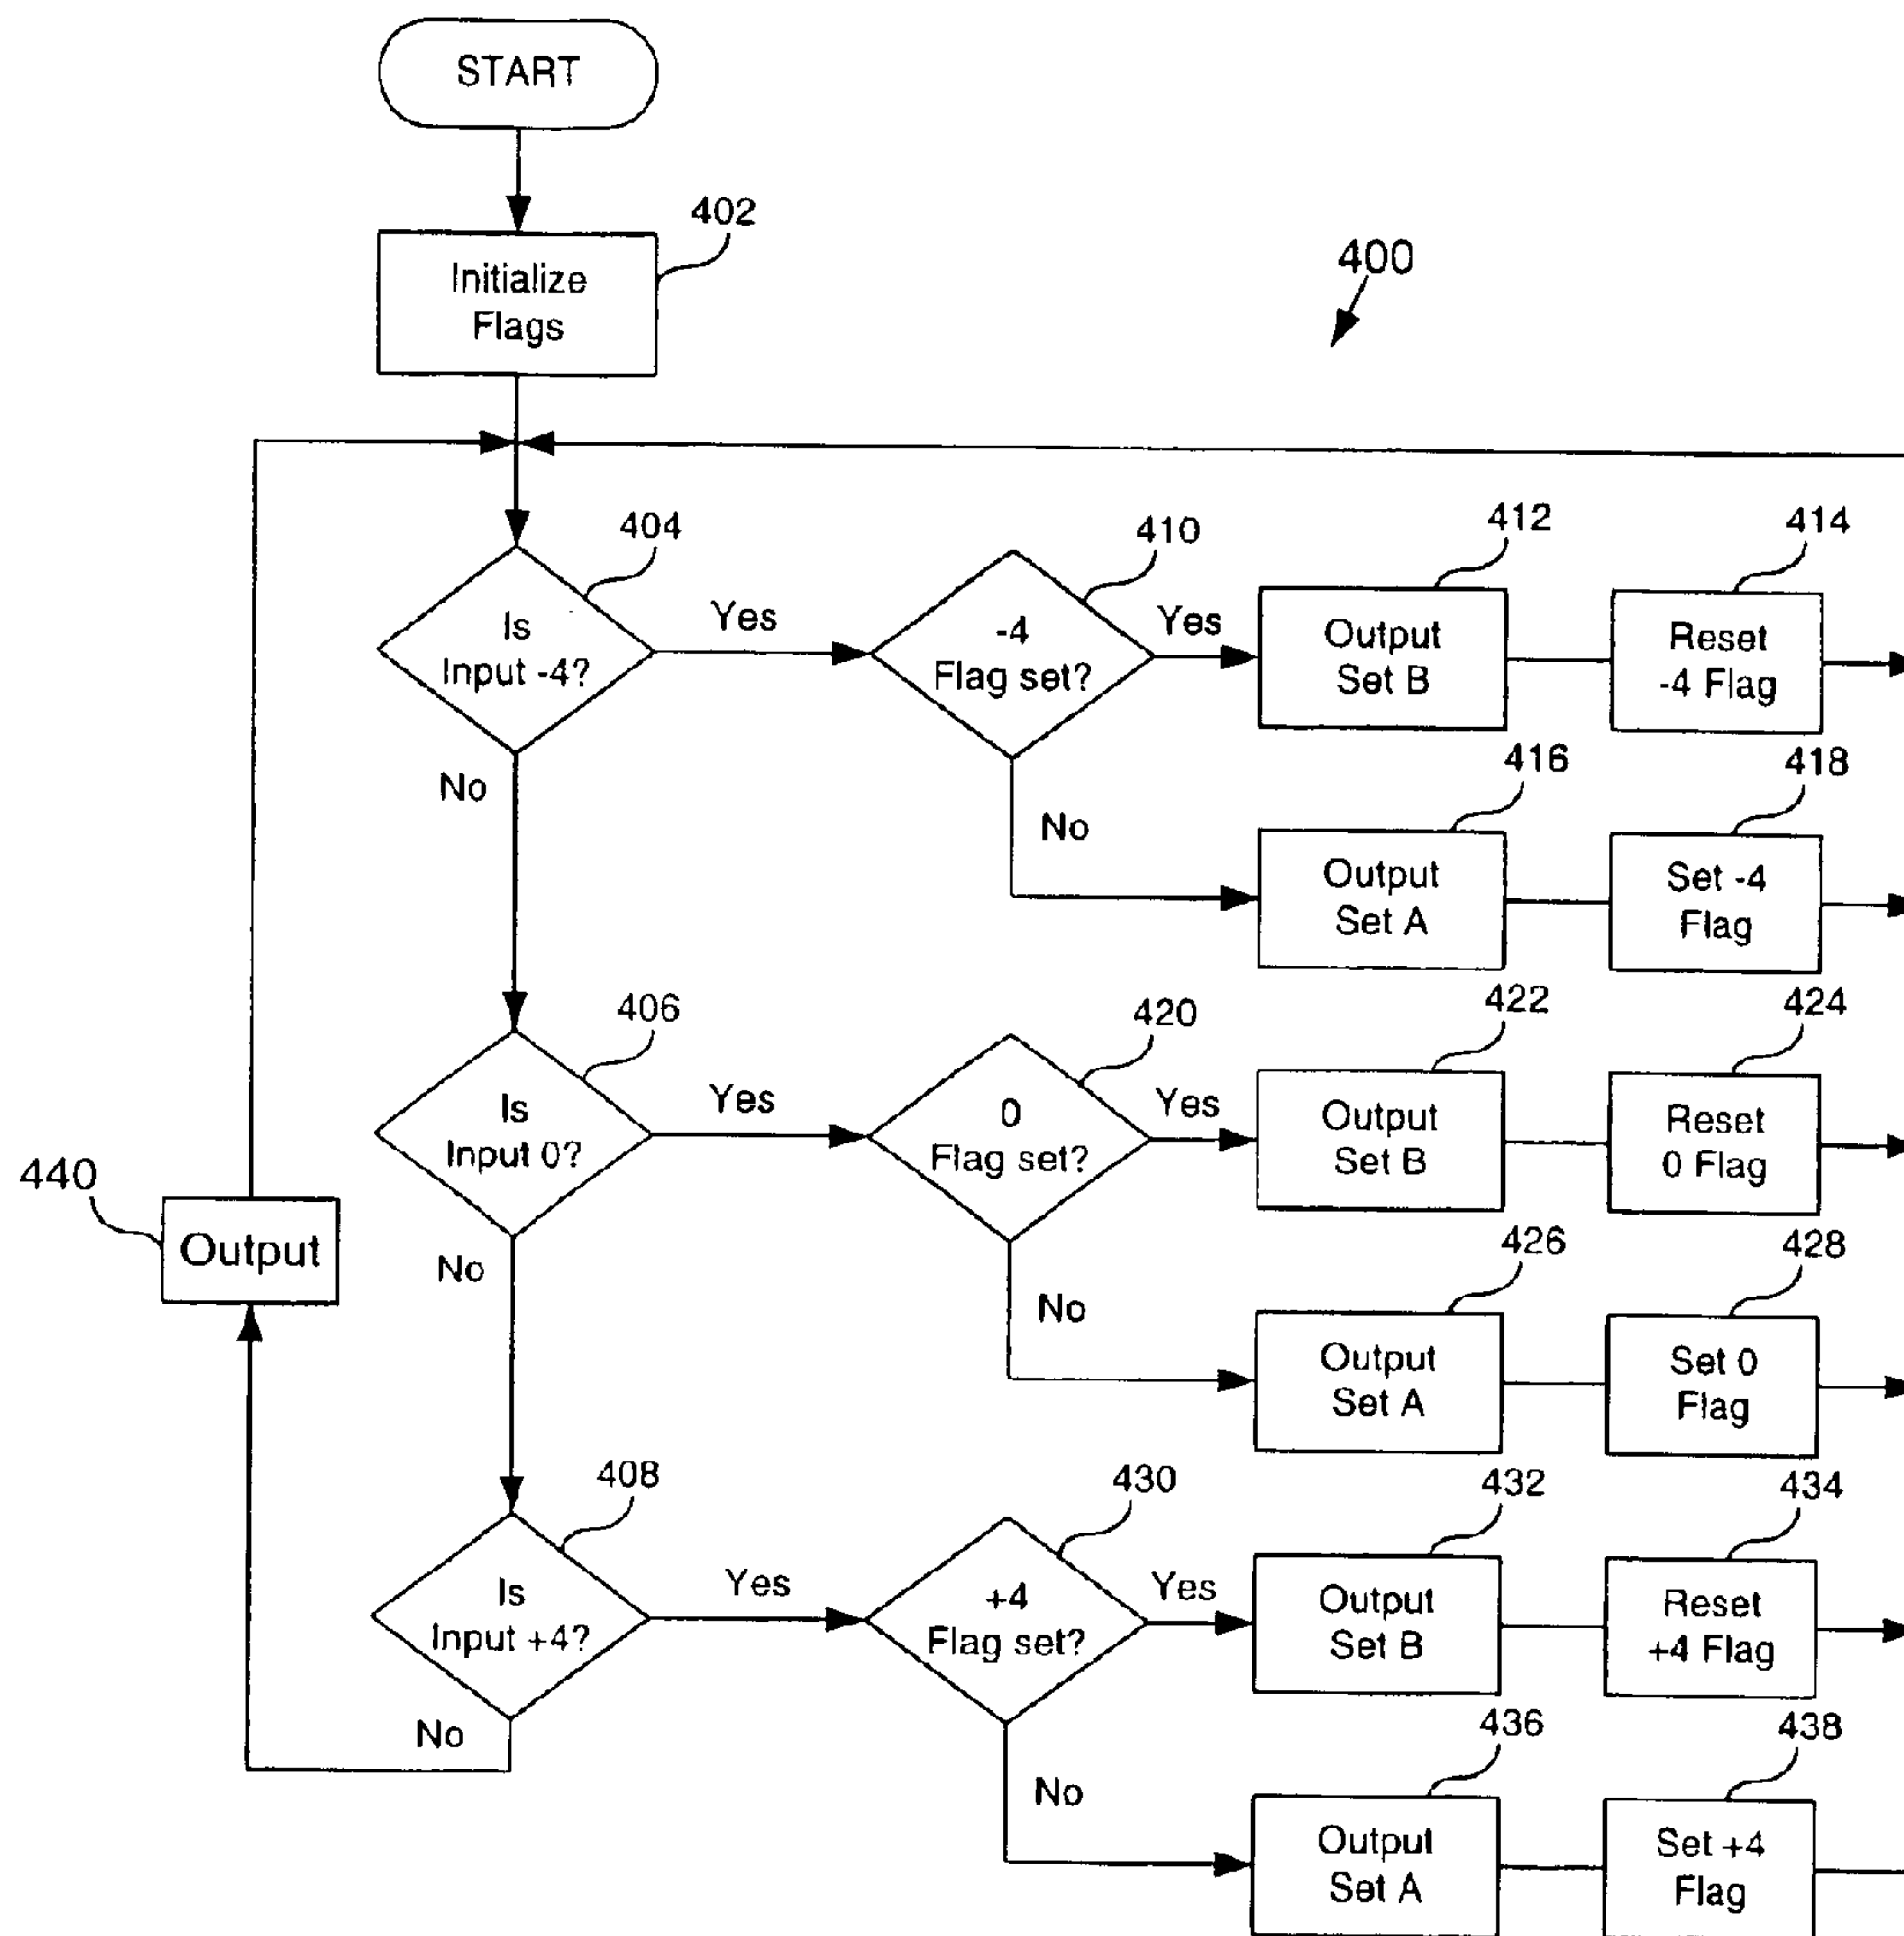 START
402
Initialize
Flags
400
404
Is
Input -4?
Yes
No
410
-4
Flag set?
Yes
No
412
Output
Set B
414
Reset
-4 Flag
416
Output
Set A
418
Set -4
Flag
406
Is
Input 0?
Yes
No
420
0
Flag set?
Yes
No
422
Output
Set B
424
Reset
0 Flag
426
Output
Set A
428
Set 0
Flag
440
Output
408
Is
Input +4?
Yes
No
430
+4
Flag set?
Yes
No
432
Output
Set B
434
Reset
+4 Flag
436
Output
Set A
438
Set +4
Flag